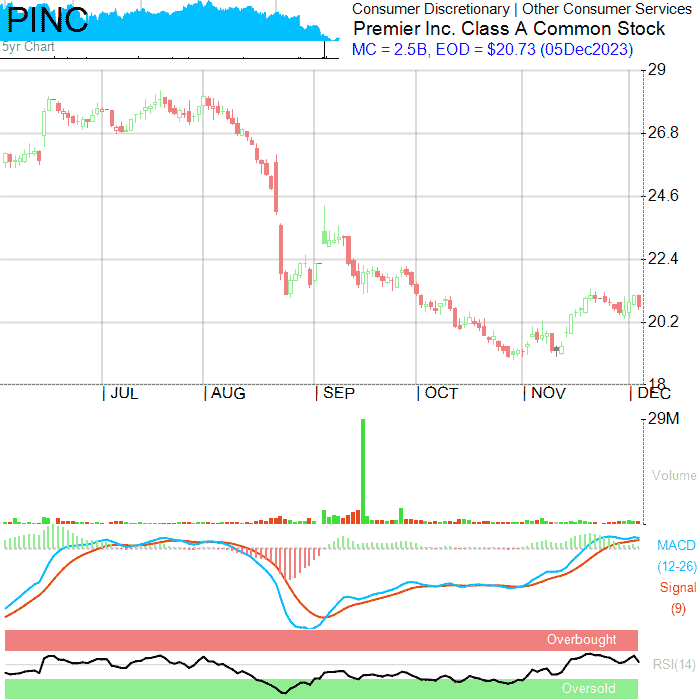 PINC
5yr Chart
Consumer Discretionary | Other Consumer Services
Premier Inc. Class A Common Stock
MC = 2.5B, EOD = $20.73 (05Dec2023)
29
26.8
24.6
22.4
20.2
18
| JUL | AUG | SEP | OCT | NOV | DEC
29M
Volume
MACD
(12-26)
Signal
(9)
Overbought
RSI(14)
Oversold